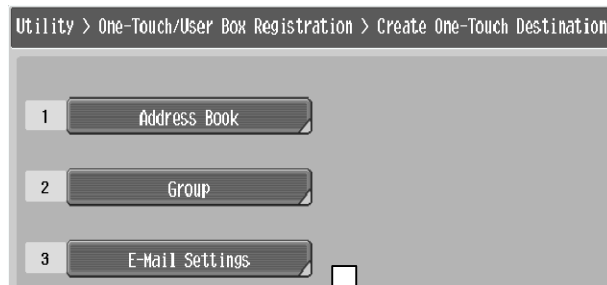 Utility > One-Touch/User Box Registration > Create One-Touch Destination
1 Address Book
2 Group
3 E-Mail Settings